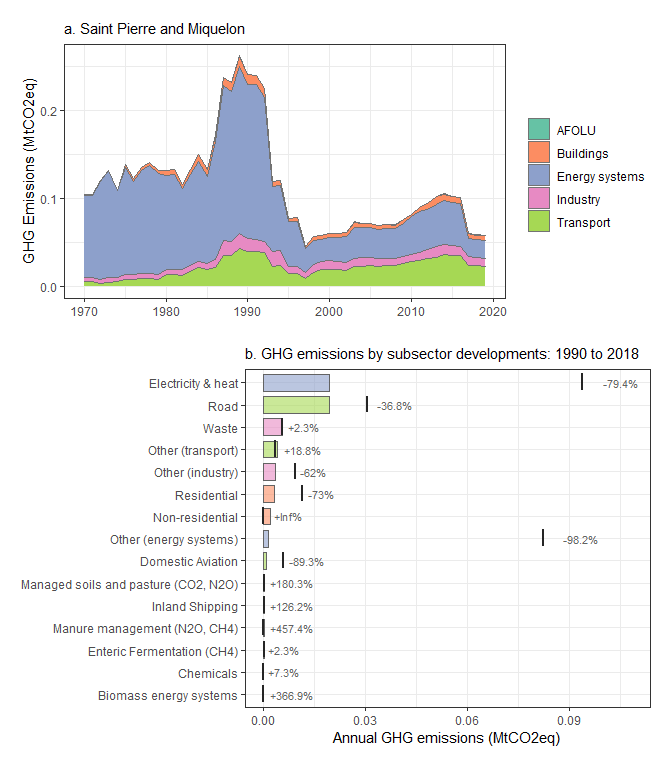 a. Saint Pierre and Miquelon
GHG Emissions (MtCO2eq)
0.2
0.1
0.0
1970
1980
1990
2000
2010
2020
AFOLU
Buildings
Energy systems
Industry
Transport
b. GHG emissions by subsector developments: 1990 to 2018
Electricity & heat
-79.4%
Road
-36.8%
Waste
+2.3%
Other (transport)
+18.8%
Other (industry)
-62%
Residential
-73%
Non-residential
+Inf%
Other (energy systems)
-98.2%
Domestic Aviation
-89.3%
Managed soils and pasture (CO2, N2O)
+180.3%
Inland Shipping
+126.2%
Manure management (N2O, CH4)
+457.4%
Enteric Fermentation (CH4)
+2.3%
Chemicals
+7.3%
Biomass energy systems
+366.9%
0.00
0.03
0.06
0.09
Annual GHG emissions (MtCO2eq)